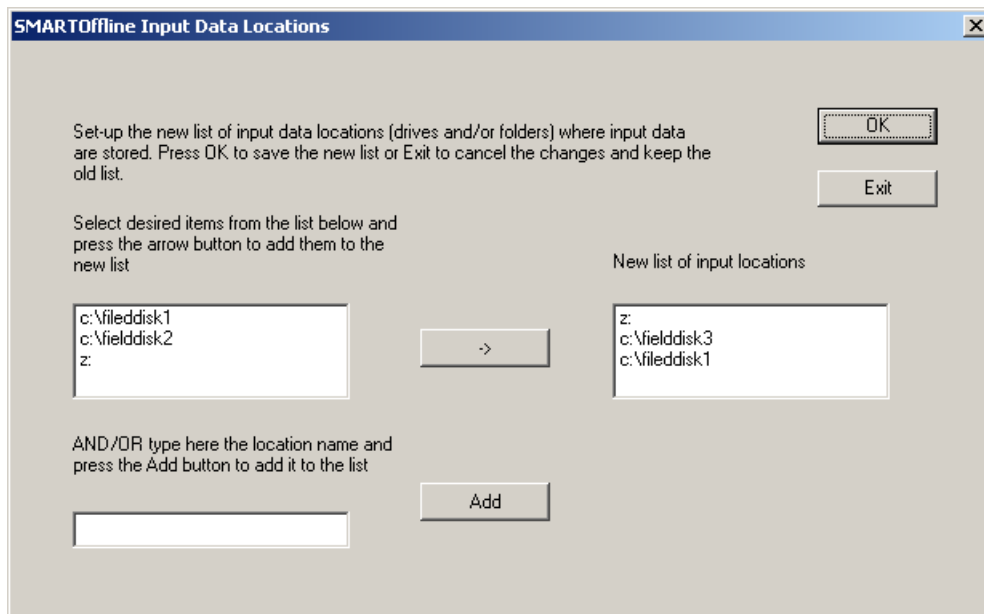 SMARTOffline Input Data Locations
Set-up the new list of input data locations (drives and/or folders) where input data
are stored. Press OK to save the new list or Exit to cancel the changes and keep the
old list.
OK
Exit
Select desired items from the list below and
press the arrow button to add them to the
new list
New list of input locations
c:\fileddisk1
c:\fielddisk2
z:
->
z:
c:\fielddisk3
c:\fileddisk1
AND/OR type here the location name and
press the Add button to add it to the list
Add